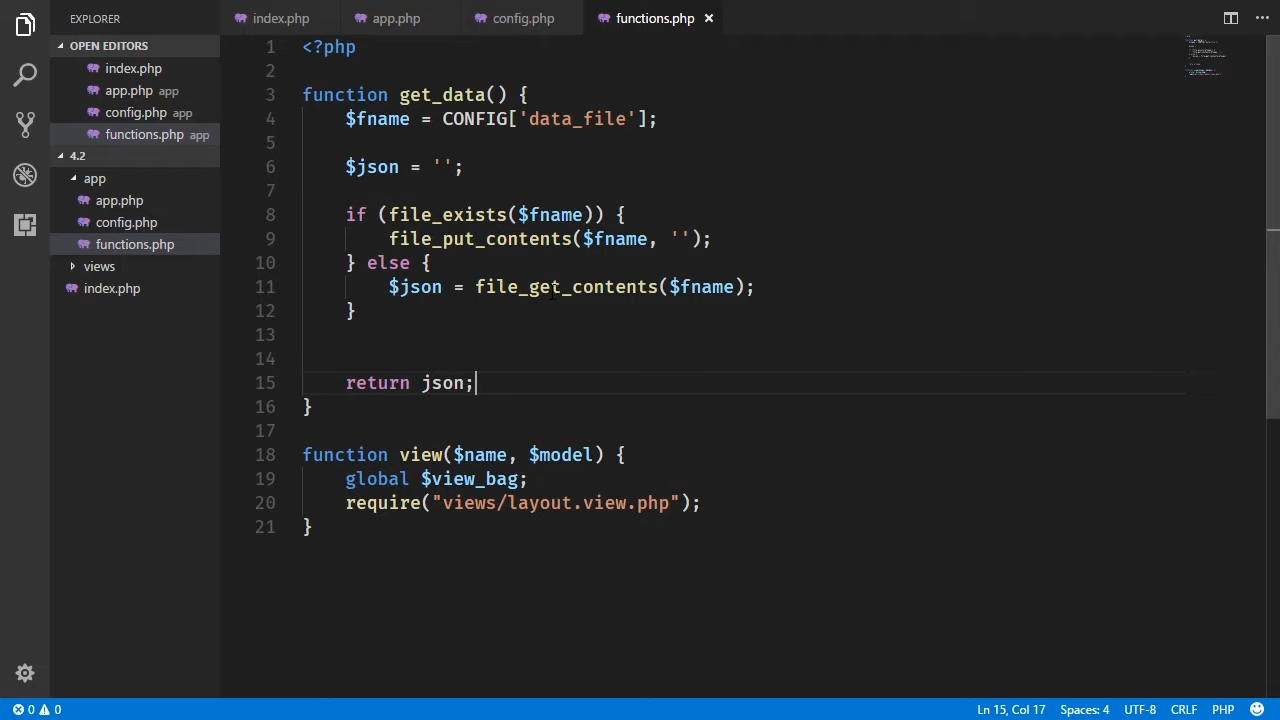 EXPLORER
index.php
app.php
config.php
functions.php ×
OPEN EDITORS
index.php
app.php app
config.php app
functions.php app
4.2
app
app.php
config.php
functions.php
views
index.php
1 <?php
2
3 function get_data() {
4     $fname = CONFIG['data_file'];
5
6     $json = '';
7
8     if (file_exists($fname)) {
9         file_put_contents($fname, '');
10     } else {
11         $json = file_get_contents($fname);
12     }
13
14
15     return json;
16 }
17
18 function view($name, $model) {
19     global $view_bag;
20     require("views/layout.view.php");
21 }
0 0
Ln 15, Col 17 Spaces: 4 UTF-8 CRLF PHP